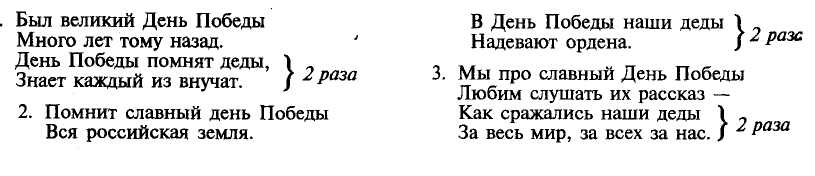 . Был великий День Победы
Много лет тому назад.
День Победы помнят деды,
Знает каждый из внучат. } 2 раза
2. Помнит славный день Победы
Вся российская земля.
В День Победы наши деды
Надевают ордена. } 2 раза
3. Мы про славный День Победы
Любим слушать их рассказ —
Как сражались наши деды
За весь мир, за всех за нас. } 2 раза